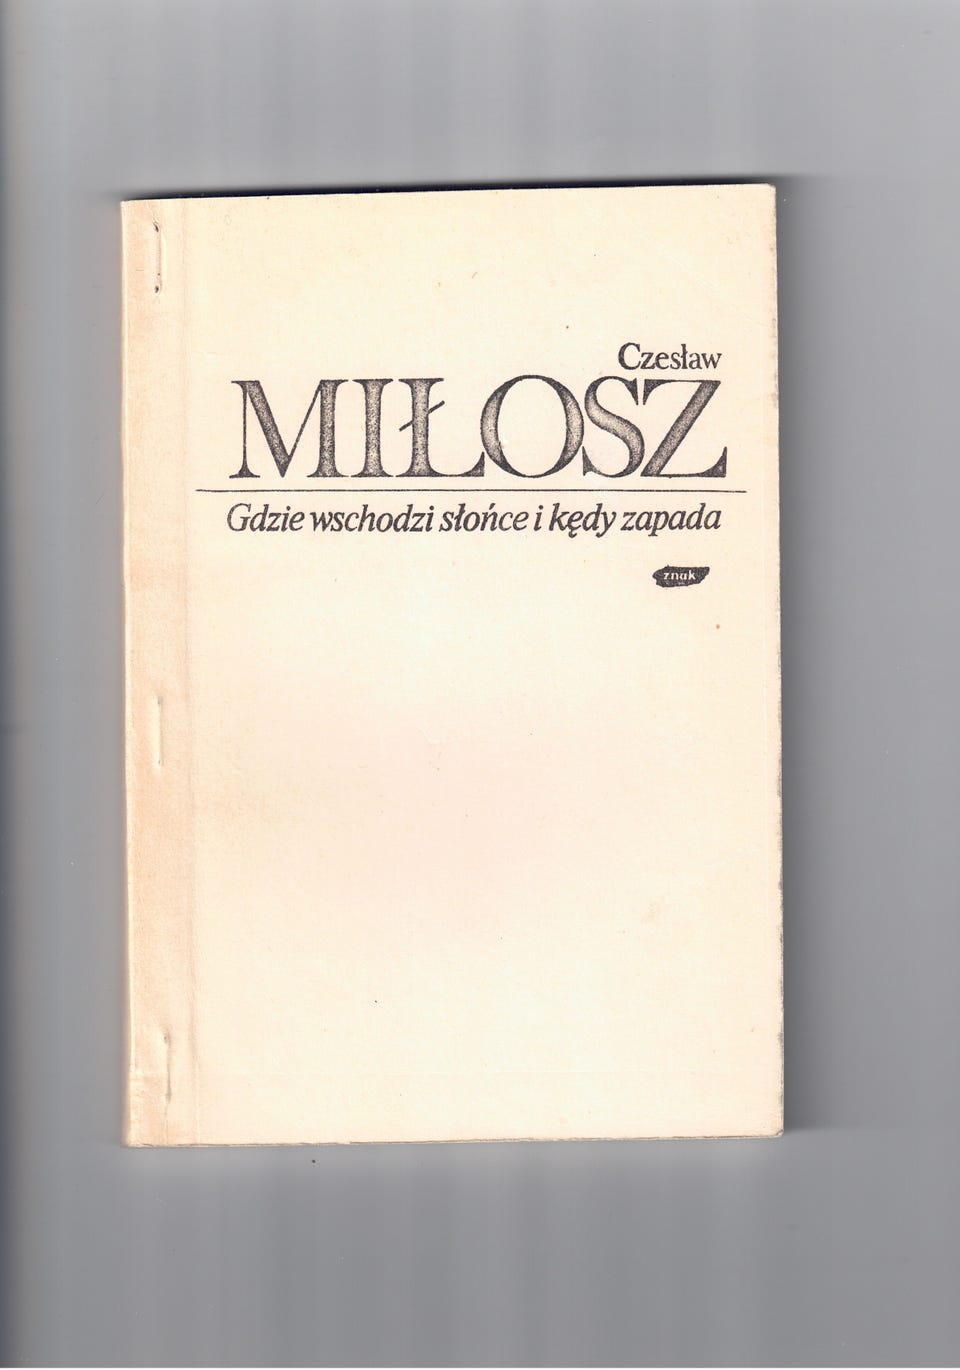 Czesław
MIŁOSZ
Gdzie wschodzi słońce i kędy zapada
znak